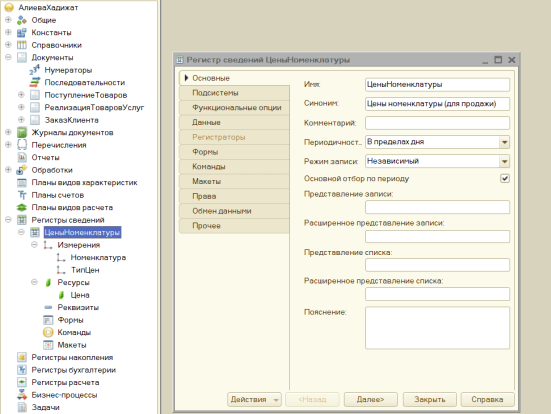 АлиеваХадижат
Общие
Константы
Справочники
Документы
Нумераторы
Последовательности
ПоступлениеТоваров
РеализацияТоваровУслуг
ЗаказКлиента
Журналы документов
Перечисления
Отчеты
Обработки
Планы видов характеристик
Планы счетов
Планы видов расчета
Регистры сведений
ЦеныНоменклатуры
Измерения
Номенклатура
ТипЦен
Ресурсы
Цена
Реквизиты
Формы
Команды
Макеты
Регистры накопления
Регистры бухгалтерии
Регистры расчета
Бизнес-процессы
Задачи
Регистр сведений ЦеныНоменклатуры
Основные
Подсистемы
Функциональные опции
Данные
Регистраторы
Формы
Команды
Макеты
Права
Обмен данными
Прочее
Имя: ЦеныНоменклатуры
Синоним: Цены номенклатуры (для продажи)
Комментарий:
Периодичност... В пределах дня
Режим записи: Независимый
Основной отбор по периоду
Представление записи:
Расширенное представление записи:
Представление списка:
Расширенное представление списка:
Пояснение:
Действия <Назад Далее> Закрыть Справка